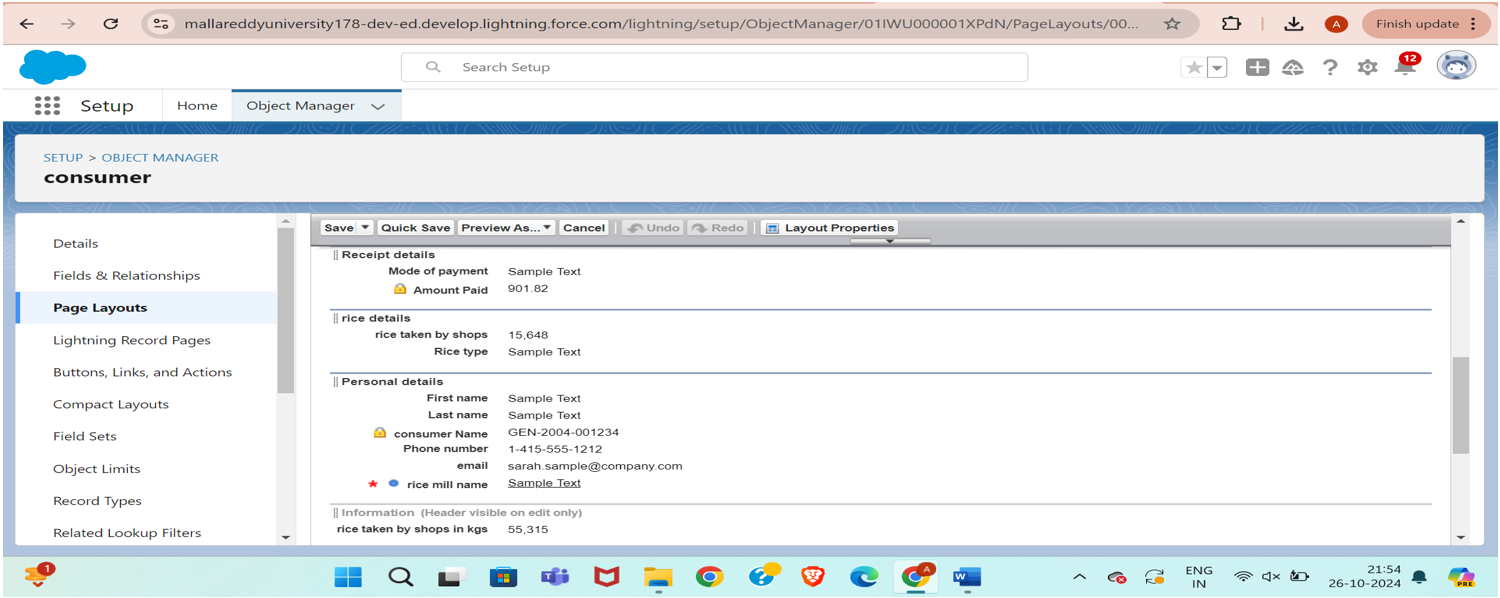 mallareddyuniversity178-dev-ed.develop.lightning.force.com/lightning/setup/ObjectManager/01IWU000001XPdN/PageLayouts/00...
A
Finish update
Search Setup
12
Setup
Home
Object Manager
SETUP > OBJECT MANAGER
consumer
Details
Fields & Relationships
Page Layouts
Lightning Record Pages
Buttons, Links, and Actions
Compact Layouts
Field Sets
Object Limits
Record Types
Related Lookup Filters
Save Quick Save Preview As... Cancel Undo Redo Layout Properties
Receipt details
Mode of payment Sample Text
Amount Paid 901.82
rice details
rice taken by shops 15,648
Rice type Sample Text
Personal details
First name Sample Text
Last name Sample Text
consumer Name GEN-2004-001234
Phone number 1-415-555-1212
email sarah.sample@company.com
* rice mill name Sample Text
Information (Header visible on edit only)
rice taken by shops in kgs 55,315
1
A
W
PRE
ENG
IN
21:54
26-10-2024